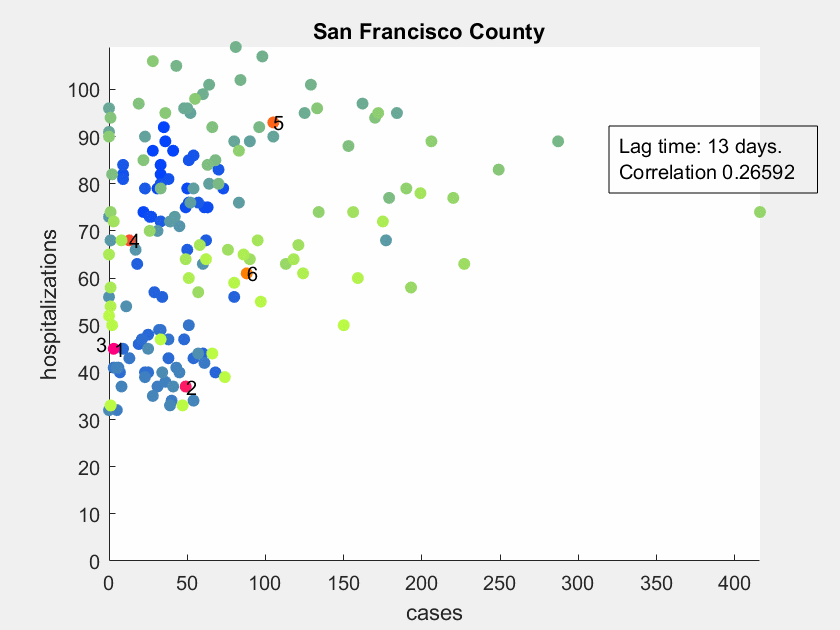 San Francisco County
100
90
80
70
60
50
40
30
20
10
0
hospitalizations
5
4
6
3
1
2
Lag time: 13 days.
Correlation 0.26592
0 50 100 150 200 250 300 350 400
cases